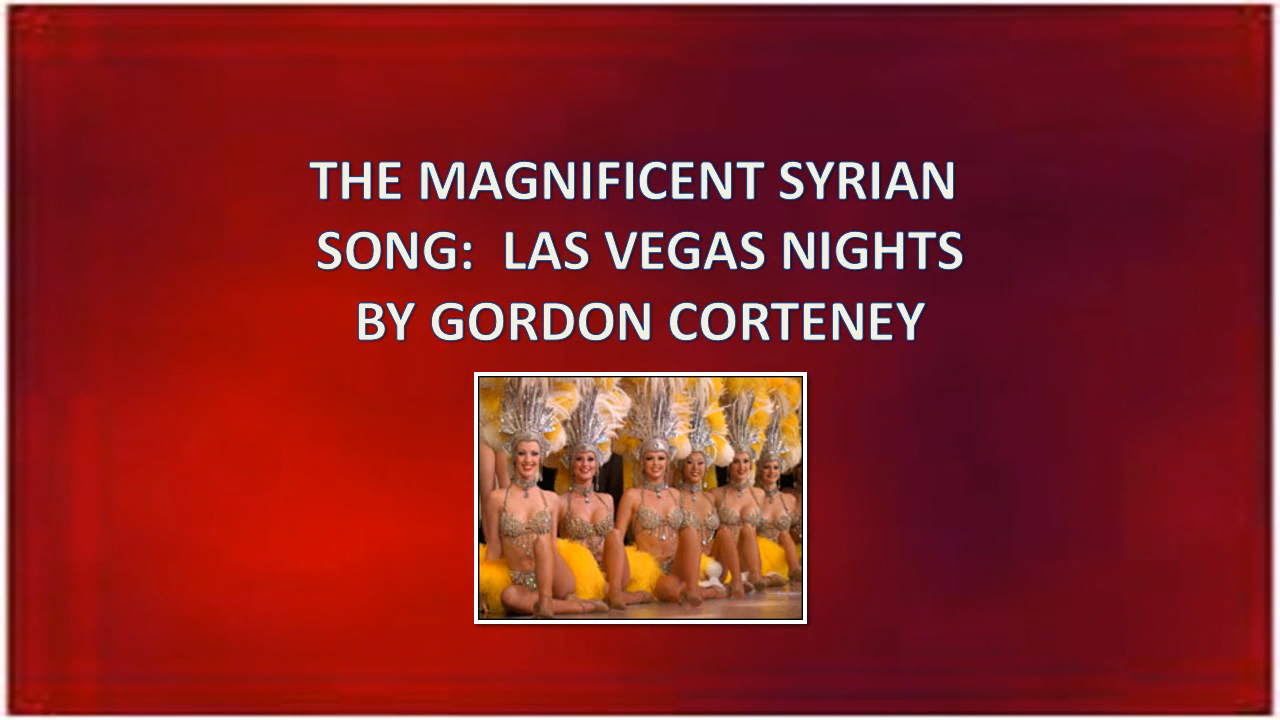 THE MAGNIFICENT SYRIAN
SONG:  LAS VEGAS NIGHTS
BY GORDON CORTENEY